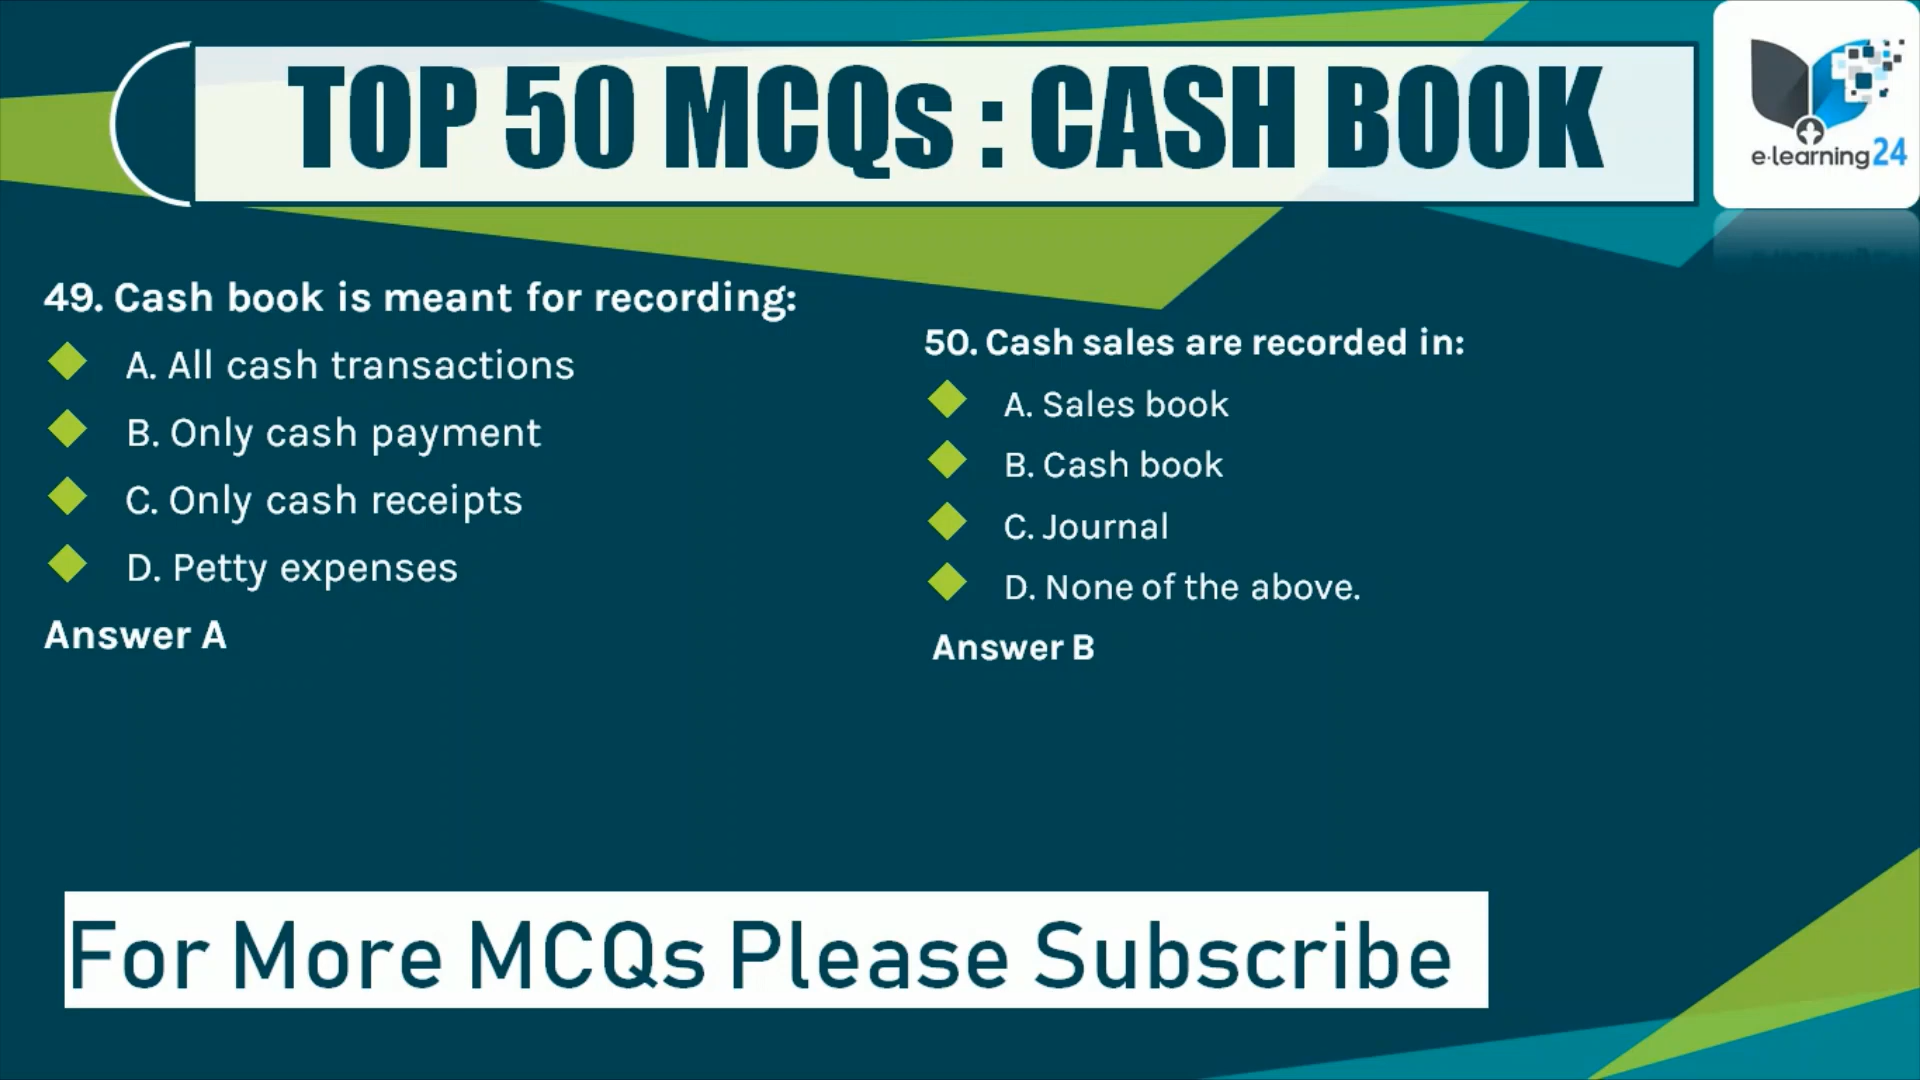 TOP 50 MCQs : CASH BOOK
e-learning24
49. Cash book is meant for recording:
A. All cash transactions
B. Only cash payment
C. Only cash receipts
D. Petty expenses
Answer A
50. Cash sales are recorded in:
A. Sales book
B. Cash book
C. Journal
D. None of the above.
Answer B
For More MCQs Please Subscribe